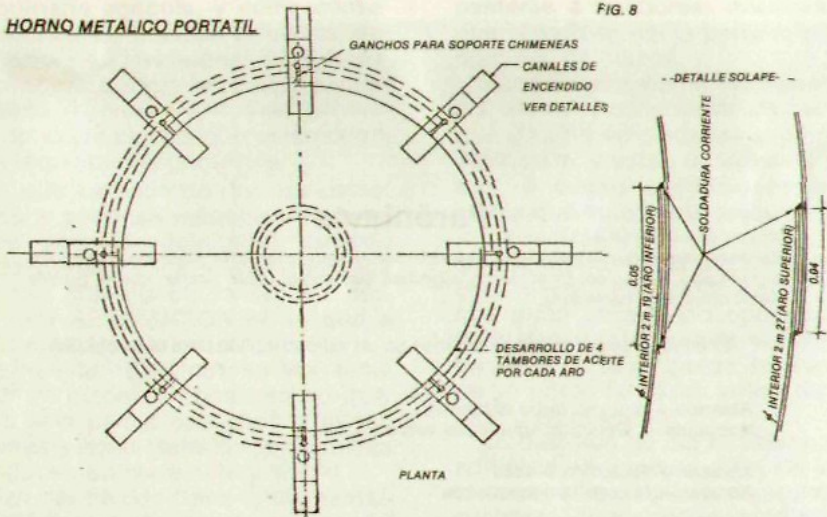 HORNO METALICO PORTATIL
FIG. 8
GANCHOS PARA SOPORTE CHIMENEAS
CANALES DE
ENCENDIDO
VER DETALLES
-DETALLE SOLAPE-
SOLDADURA CORRIENTE
0.05
ø INTERIOR 2 m 19 (ARO INFERIOR)
ø INTERIOR 2 m 27 (ARO SUPERIOR)
0.04
DESARROLLO DE 4
TAMBORES DE ACEITE
POR CADA ARO
PLANTA